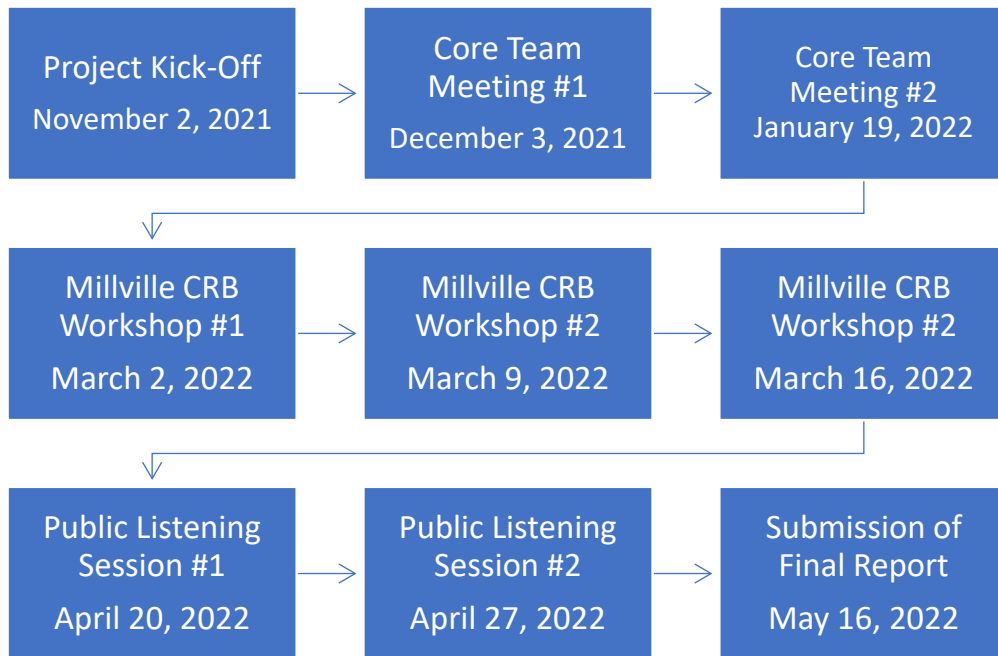 Project Kick-Off
November 2, 2021
Core Team
Meeting #1
December 3, 2021
Core Team
Meeting #2
January 19, 2022
Millville CRB
Workshop #1
March 2, 2022
Millville CRB
Workshop #2
March 9, 2022
Millville CRB
Workshop #2
March 16, 2022
Public Listening
Session #1
April 20, 2022
Public Listening
Session #2
April 27, 2022
Submission of
Final Report
May 16, 2022